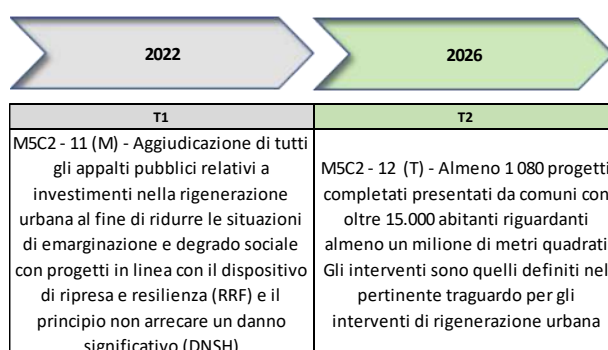 2022
2026
T1
T2
M5C2 - 11 (M) - Aggiudicazione di tutti
gli appalti pubblici relativi a
investimenti nella rigenerazione
urbana al fine di ridurre le situazioni
di emarginazione e degrado sociale
con progetti in linea con il dispositivo
di ripresa e resilienza (RRF) e il
principio non arrecare un danno
significativo (DNSH)
M5C2 - 12 (T) - Almeno 1 080 progetti
completati presentati da comuni con
oltre 15.000 abitanti riguardanti
almeno un milione di metri quadrati
Gli interventi sono quelli definiti nel
pertinente traguardo per gli
interventi di rigenerazione urbana